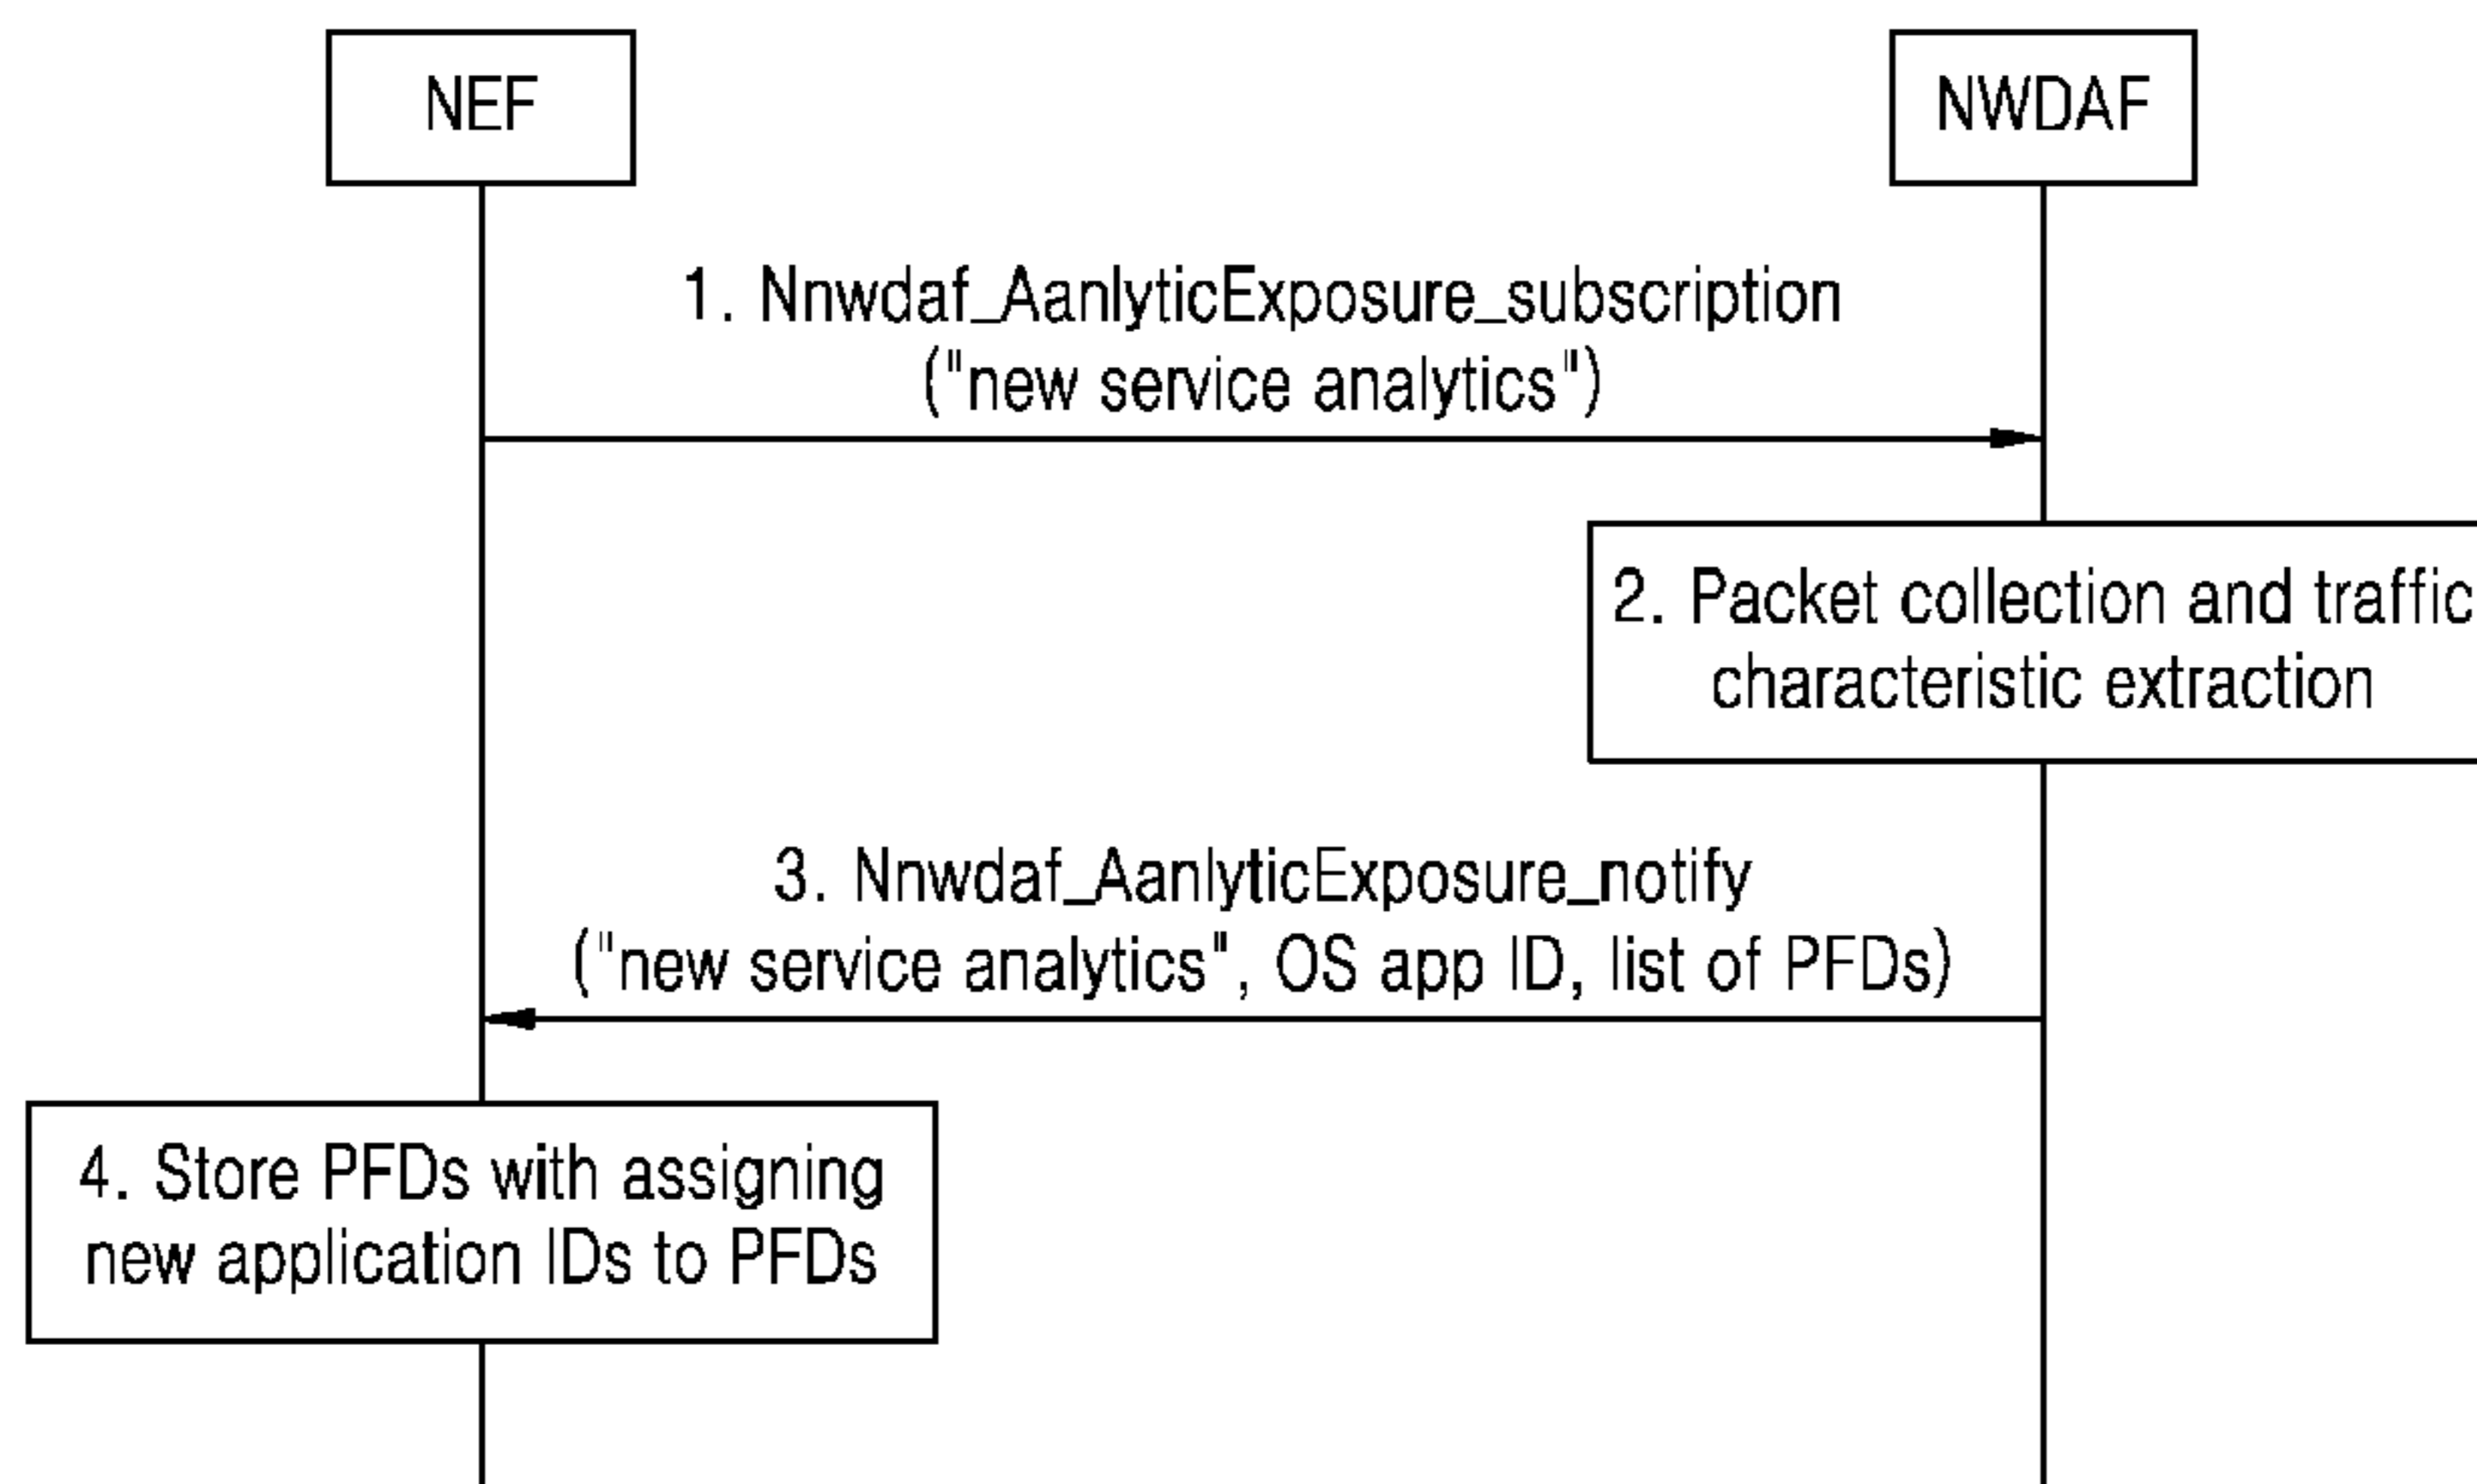 NEF
NWDAF
1. Nnwdaf_AanlyticExposure_subscription
("new service analytics")
2. Packet collection and traffic
characteristic extraction
3. Nnwdaf_AanlyticExposure_notify
("new service analytics", OS app ID, list of PFDs)
4. Store PFDs with assigning
new application IDs to PFDs